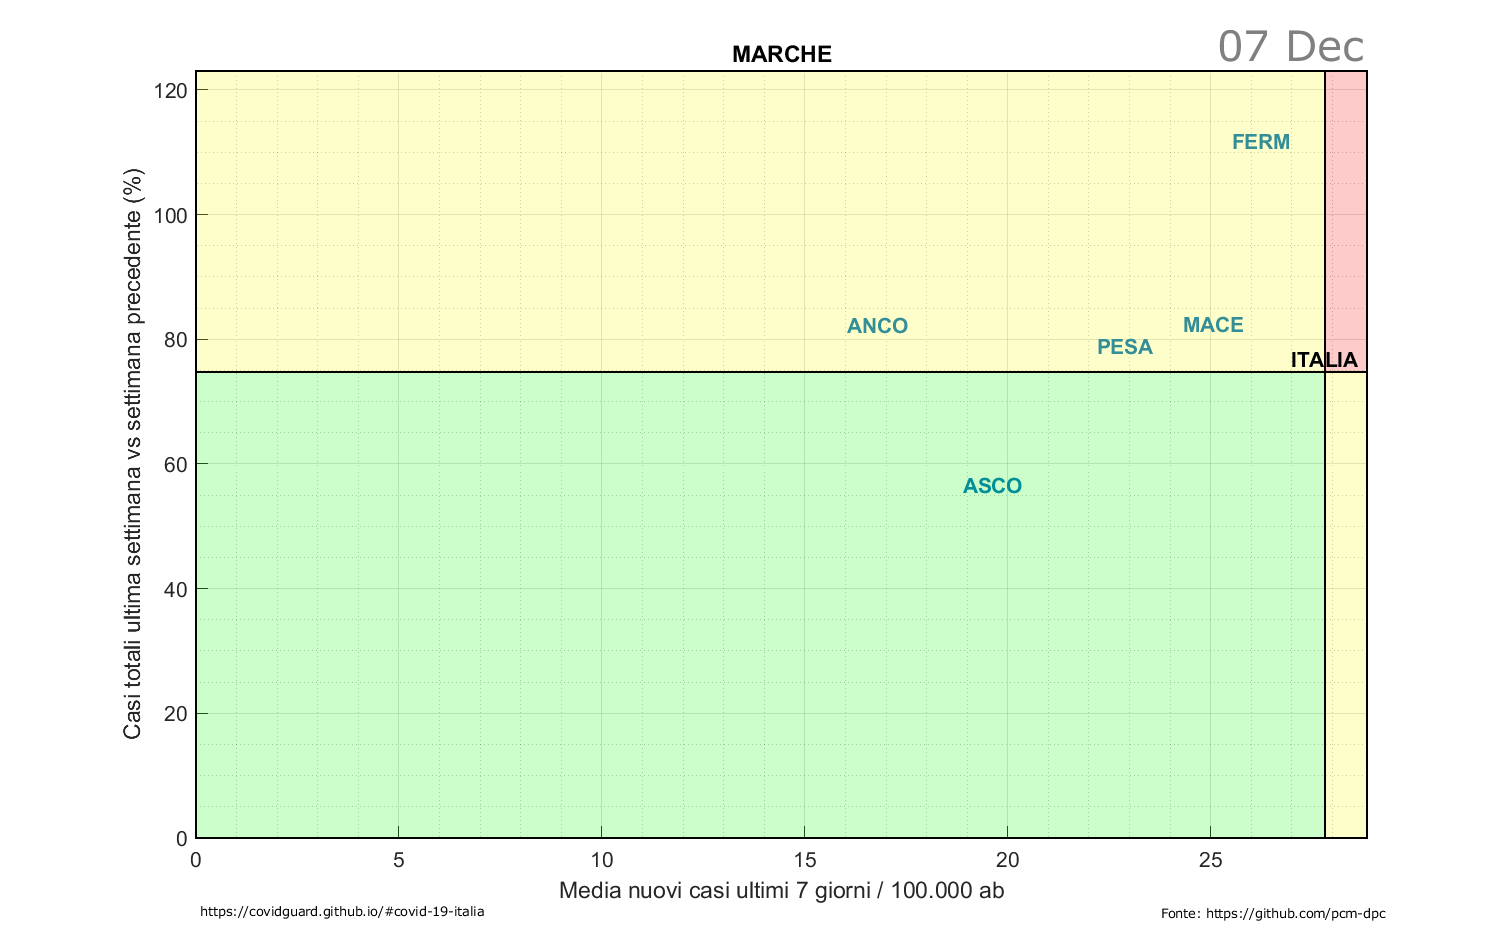 07 Dec
MARCHE
120
100
80
60
40
20
0
Casi totali ultima settimana vs settimana precedente (%)
FERM
ANCO
MACE
PESA
ITALIA
ASCO
0 5 10 15 20 25
Media nuovi casi ultimi 7 giorni / 100.000 ab
https://covidguard.github.io/#covid-19-italia
Fonte: https://github.com/pcm-dpc